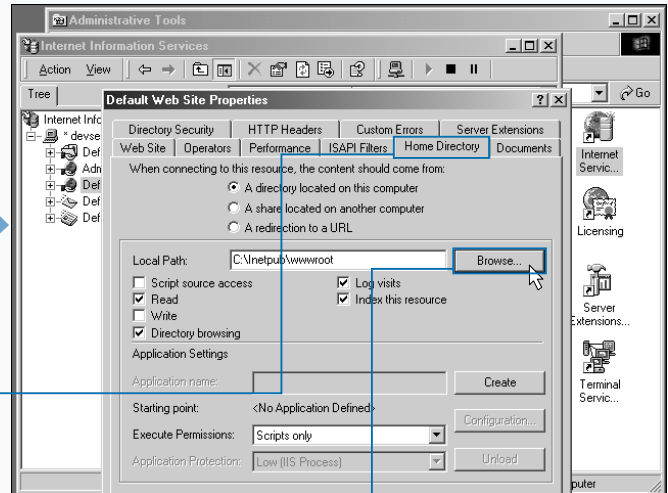 Administrative Tools
Internet Information Services
Action View
Go
Tree
Internet Infc
* devse
Def
Adn
Def
Def
Def
Default Web Site Properties
Directory Security HTTP Headers Custom Errors Server Extensions
Web Site Operators Performance ISAPI Filters Home Directory Documents
When connecting to this resource, the content should come from:
A directory located on this computer
A share located on another computer
A redirection to a URL
Local Path: C:\Inetpub\wwwroot Browse...
Script source access
Read
Write
Directory browsing
Log visits
Index this resource
Application Settings
Application name: Create
Starting point: <No Application Defined>
Configuration...
Execute Permissions: Scripts only
Application Protection: Low (IIS Process) Unload
Internet
Servic...
Licensing
Server
Extensions...
Terminal
Servic...
puter